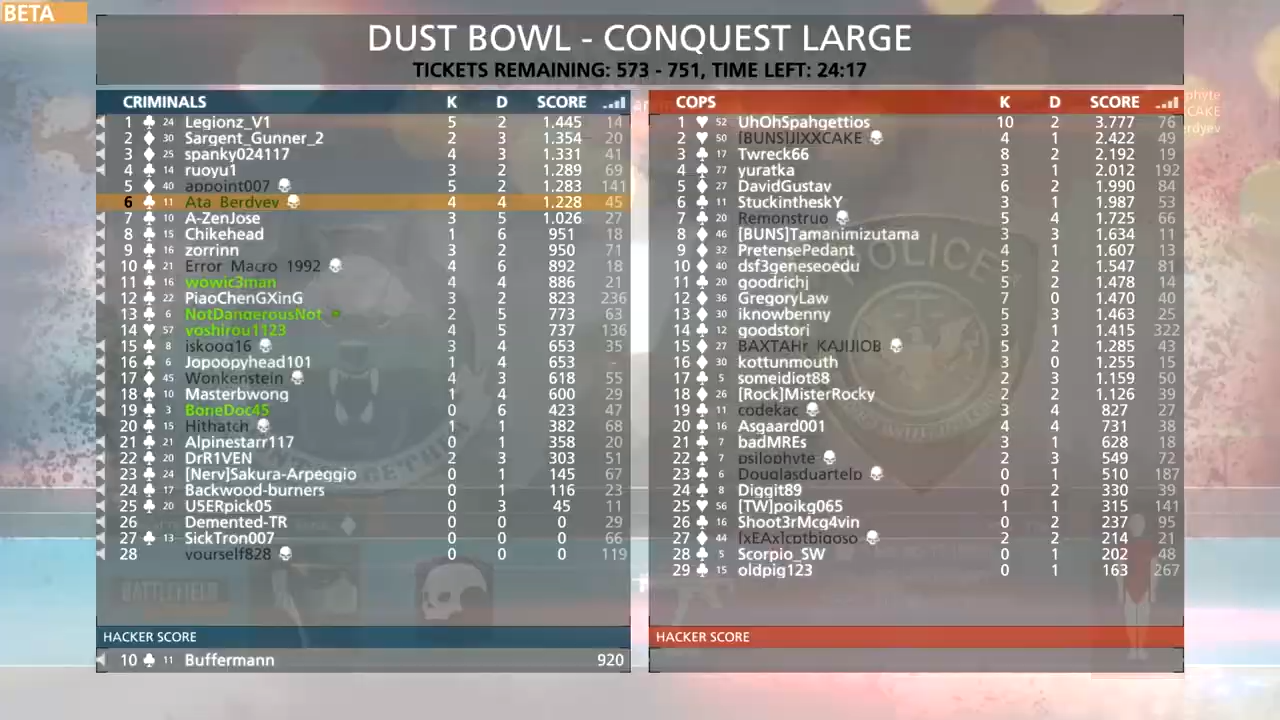 BETA
DUST BOWL - CONQUEST LARGE
TICKETS REMAINING: 573 - 751, TIME LEFT: 24:17
CRIMINALS K D SCORE
1 24 Legionz_V1 5 2 1.445 14
2 30 Sargent_Gunner_2 2 2 1.354 20
3 25 spanky024117 4 3 1.331 41
4 14 ruoyu1 3 2 1.289 69
5 40 appoint007 5 2 1.283 141
6 11 Ata_Berdyev 4 4 1.228 45
7 10 A-ZenJose 3 5 1.026 27
8 15 Chikehead 1 6 951 18
9 16 zorrinn 3 2 950 71
10 21 Error_Macro_1992 4 6 892 18
11 16 wowic3man 4 4 886 21
12 22 PiaoChenGXinG 3 2 823 236
13 6 NotDangerousNot 2 5 773 63
14 57 yoshirou1123 4 5 737 136
15 8 iskoog16 3 4 653 35
16 6 Jopoopyhead101 1 4 653 -
17 45 Wonkenstein 4 3 618 55
18 10 Masterbwong 1 4 600 29
19 3 BoneDoc45 0 6 423 47
20 15 Hithatch 1 1 382 68
21 21 Alpinestarr117 0 1 358 20
22 20 DrR1VEN 2 3 303 51
23 24 [Nerv]Sakura-Arpeggio 0 1 145 67
24 17 Backwood-burners 0 1 116 23
25 20 U5ERpick05 0 3 45 11
26 Demented-TR 0 0 0 29
27 13 SickTron007 0 0 0 66
28 yourself828 0 0 0 119
HACKER SCORE
10 11 Buffermann 920
COPS K D SCORE
1 52 UhOhSpahgettios 10 2 3.777 76
2 50 [BUNS]JIXXCAKE 4 1 2.422 49
3 17 Twreck66 8 2 2.192 19
4 77 yuratka 3 1 2.012 192
5 27 DavidGustav 6 2 1.990 84
6 11 StuckintheskY 3 1 1.987 53
7 20 Remonstruo 5 4 1.725 66
8 46 [BUNS]Tamanimizutama 3 3 1.634 11
9 32 PretensePedant 4 1 1.607 13
10 40 dsf3geneseoedu 5 2 1.547 81
11 20 goodrichj 5 2 1.478 14
12 36 GregoryLaw 7 0 1.470 40
13 30 iknowbenny 5 3 1.463 25
14 12 goodstori 3 1 1.415 322
15 27 BAXTAHr_KAJIJIOB 5 2 1.285 43
16 30 kottunmouth 3 0 1.255 15
17 5 someidiot88 2 3 1.159 50
18 26 [Rock]MisterRocky 2 2 1.126 39
19 11 codekac 3 4 827 27
20 16 Asgaard001 4 4 731 38
21 7 badMREs 3 1 628 18
22 7 psilophyte 2 3 549 72
23 6 Douglasduartelp 0 1 510 187
24 8 Diggit89 0 2 330 39
25 56 [TW]poikg065 1 1 315 141
26 16 Shoot3rMcg4vin 0 2 237 95
27 44 [xEAx]cptbigoso 2 2 214 21
28 5 Scorpio_SW 0 1 202 48
29 15 oldpig123 0 1 163 267
HACKER SCORE
POLICE
BATTLEFIELD
phyte
CAKE
erdyev